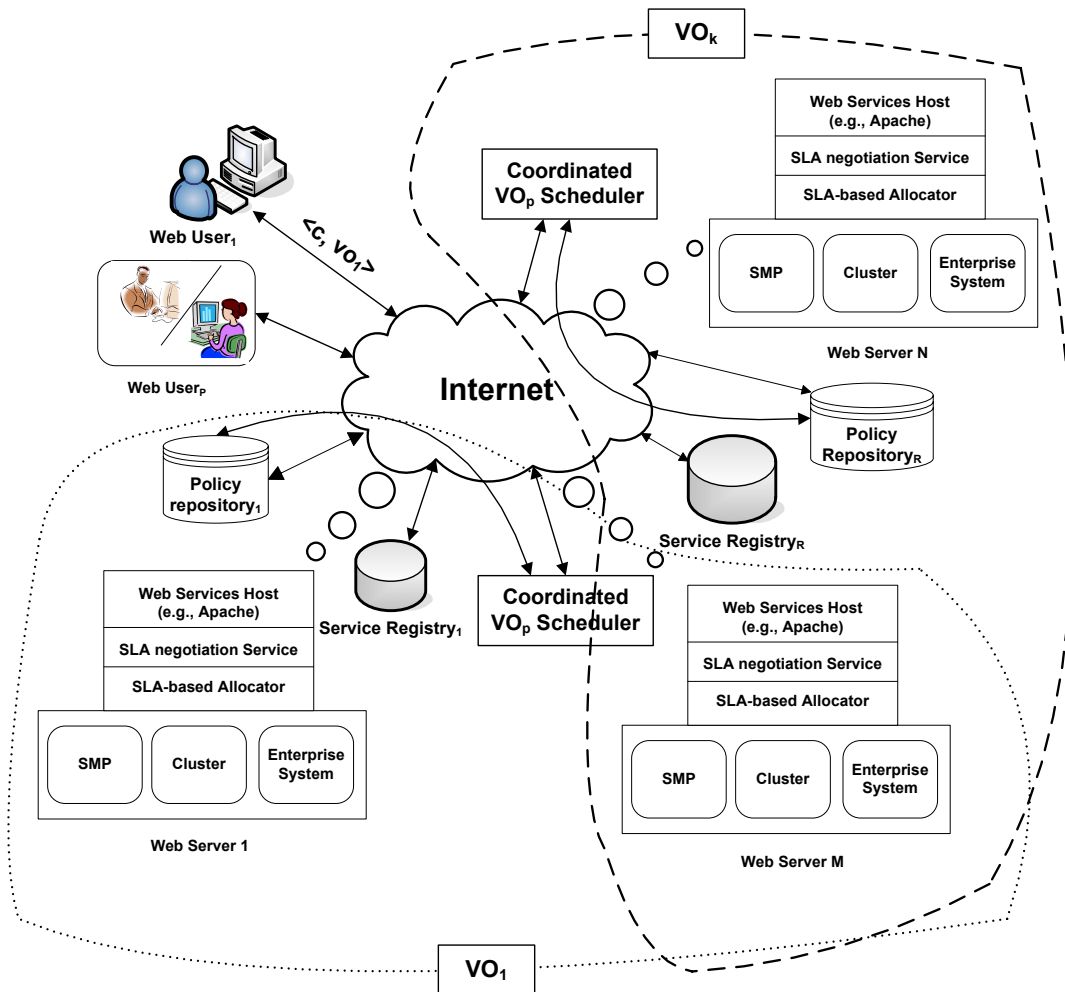 VOk
Web Services Host
(e.g., Apache)
SLA negotiation Service
SLA-based Allocator
SMP
Cluster
Enterprise
System
Web Server N
Coordinated
VOp Scheduler
Web User1
<c, vo1>
Web UserP
Internet
Policy
repository1
Policy
RepositoryR
Service RegistryR
Service Registry1
Coordinated
VOp Scheduler
Web Services Host
(e.g., Apache)
SLA negotiation Service
SLA-based Allocator
SMP
Cluster
Enterprise
System
Web Server 1
Web Services Host
(e.g., Apache)
SLA negotiation Service
SLA-based Allocator
SMP
Cluster
Enterprise
System
Web Server M
VO1